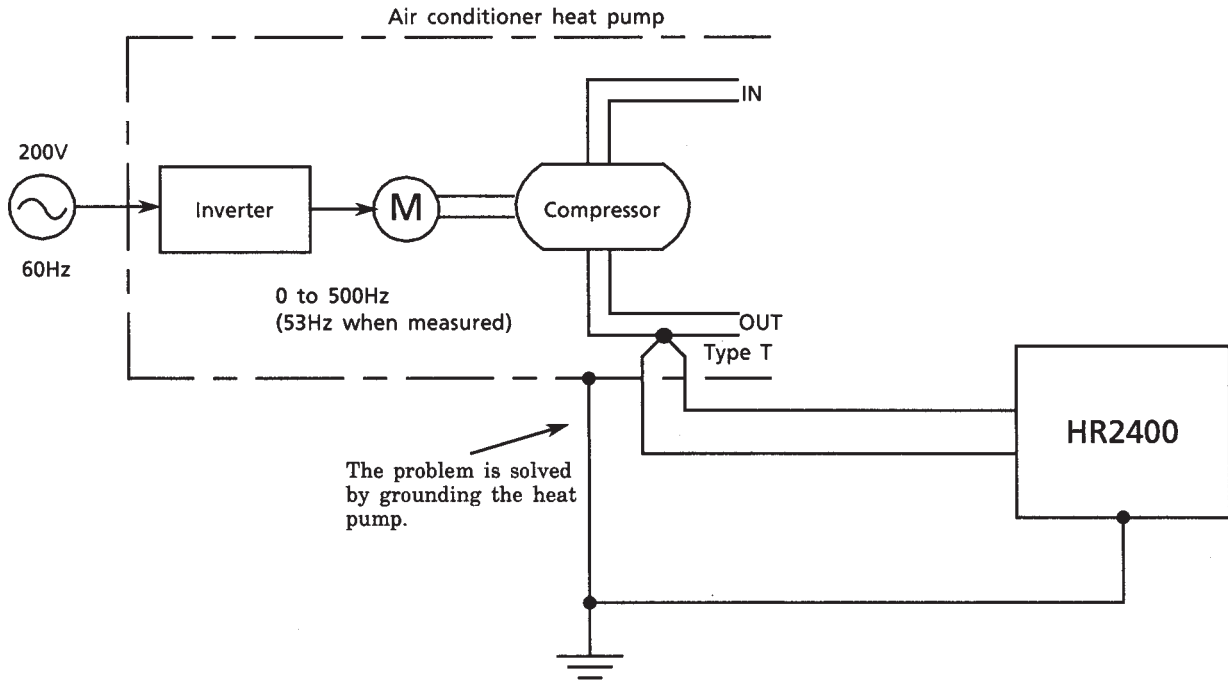 Air conditioner heat pump
IN
200V
Inverter
M
Compressor
60Hz
0 to 500Hz
(53Hz when measured)
OUT
Type T
HR2400
The problem is solved
by grounding the heat
pump.